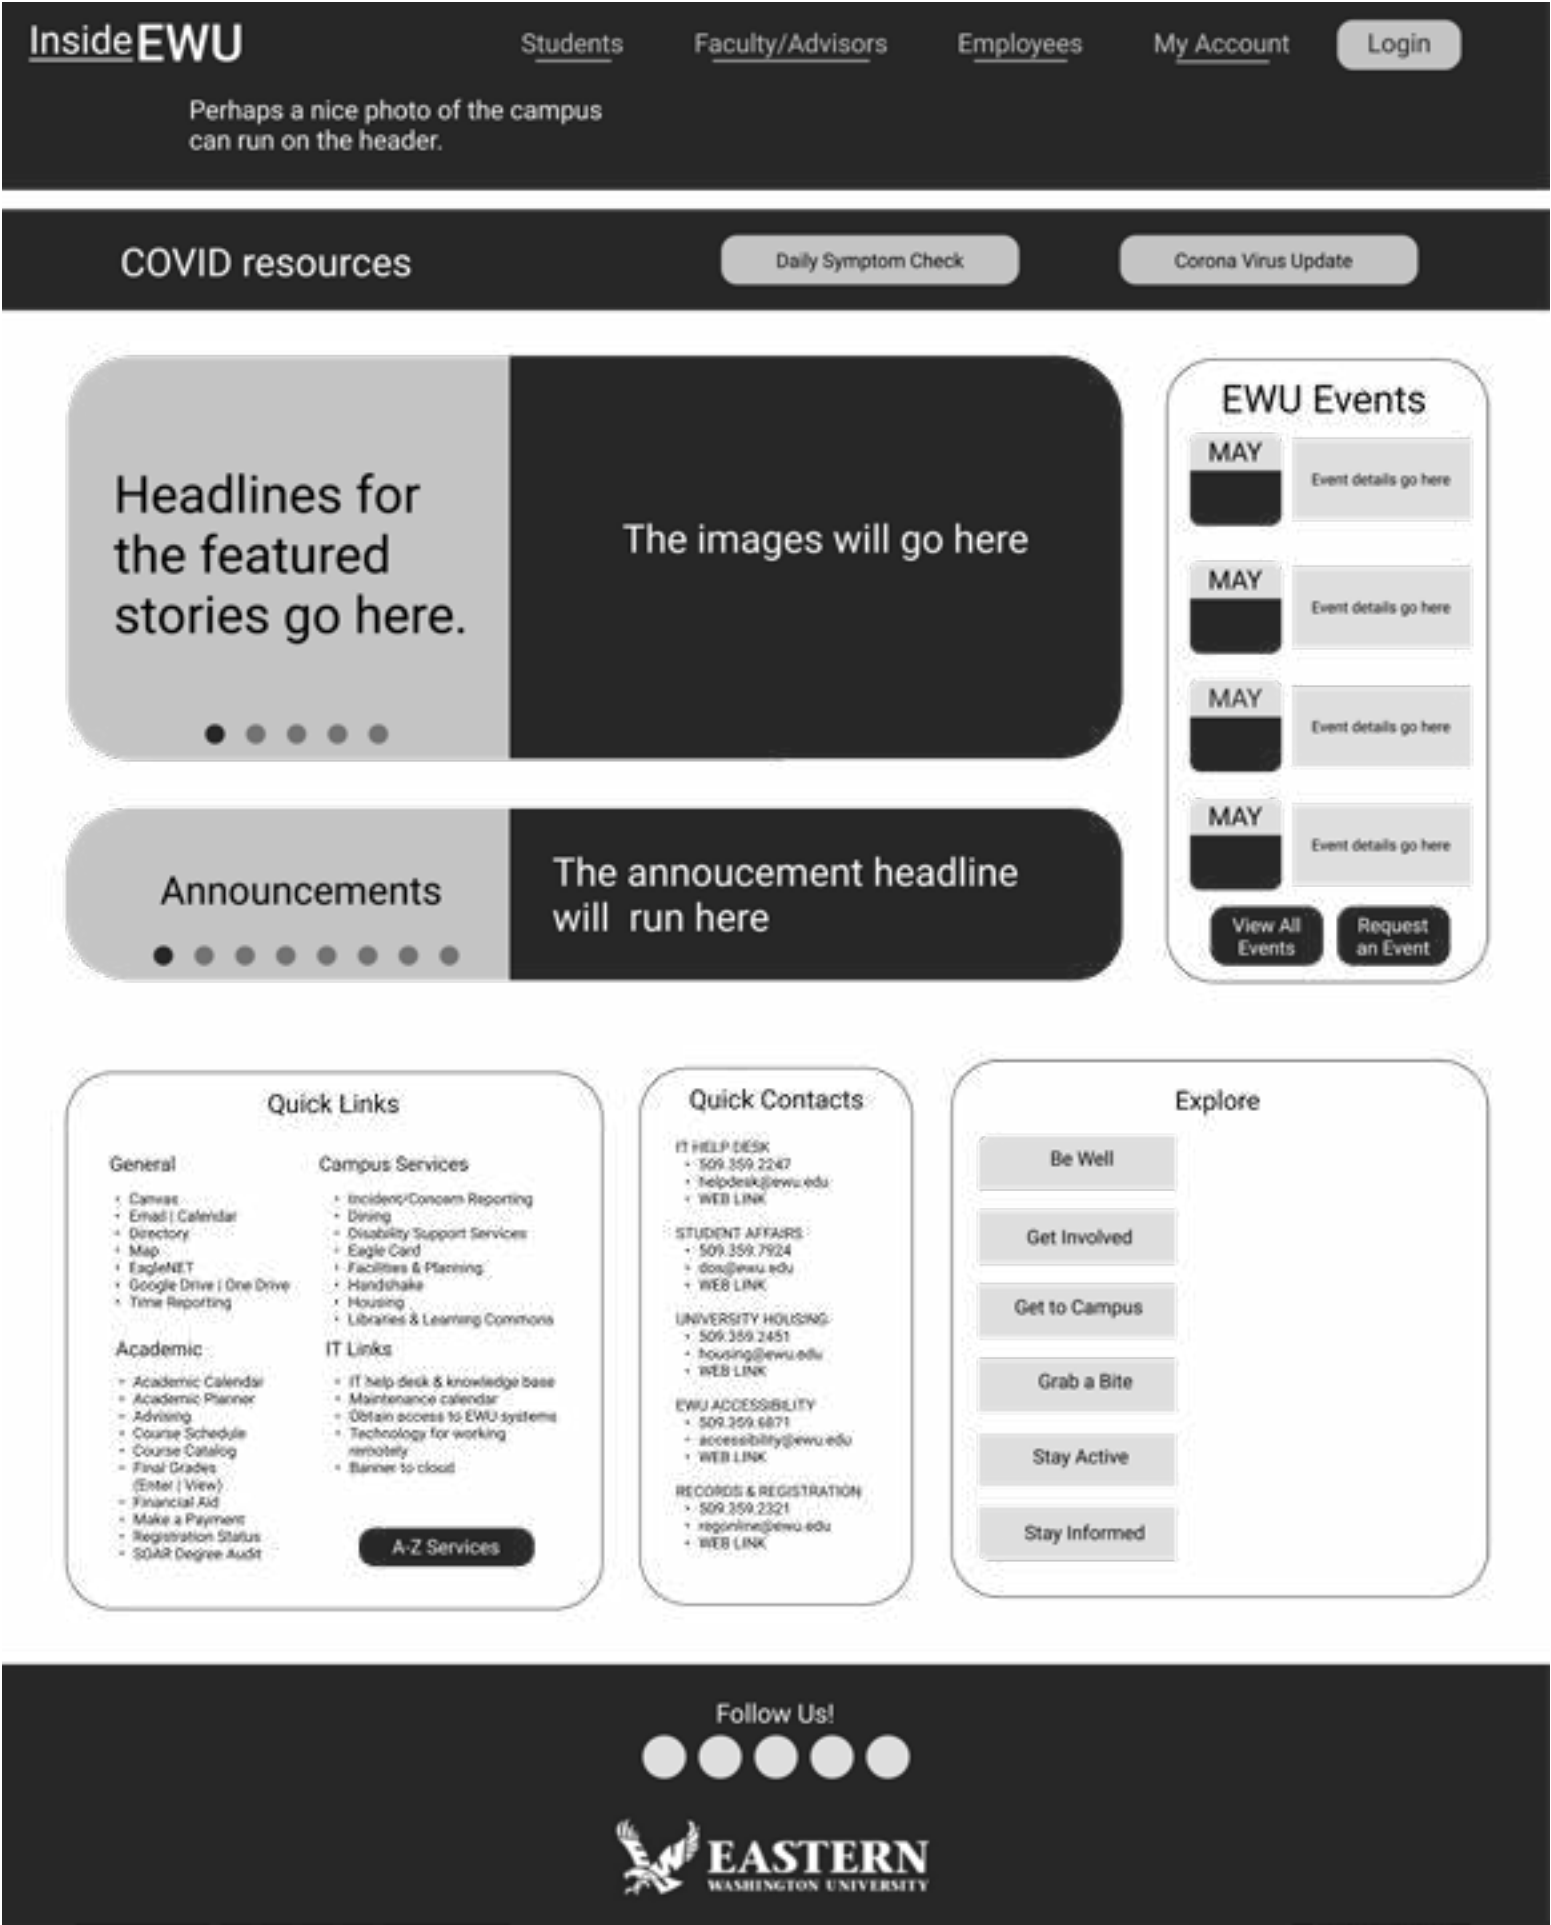 InsideEWU
Students
Faculty/Advisors
Employees
My Account
Login
Perhaps a nice photo of the campus
can run on the header.
COVID resources
Daily Symptom Check
Corona Virus Update
Headlines for
the featured
stories go here.
The images will go here
Announcements
The annoucement headline
will run here
EWU Events
MAY
Event details go here
MAY
Event details go here
MAY
Event details go here
MAY
Event details go here
View All
Events
Request
an Event
Quick Links
General
Canvas
Email | Calendar
Directory
Map
EagleNET
Google Drive | One Drive
Time Reporting
Academic
Academic Calendar
Academic Planner
Advising
Course Schedule
Course Catalog
Final Grades
(Enter | View)
Financial Aid
Make a Payment
Registration Status
SOAR Degree Audit
Campus Services
Incident/Concern Reporting
Dining
Disability Support Services
Eagle Card
Facilities & Planning
Handshake
Housing
Libraries & Learning Commons
IT Links
IT help desk & knowledge base
Maintenance calendar
Obtain access to EWU systems
Technology for working
remotely
Banner to cloud
A-Z Services
Quick Contacts
IT HELP DESK
509.359.2247
helpdesk@ewu.edu
WEB LINK
STUDENT AFFAIRS
509.359.7924
dos@ewu.edu
WEB LINK
UNIVERSITY HOUSING
509.359.2451
housing@ewu.edu
WEB LINK
EWU ACCESSIBILITY
509.359.6871
accessibility@ewu.edu
WEB LINK
RECORDS & REGISTRATION
509.359.2321
regonline@ewu.edu
WEB LINK
Explore
Be Well
Get Involved
Get to Campus
Grab a Bite
Stay Active
Stay Informed
Follow Us!
EASTERN
WASHINGTON UNIVERSITY